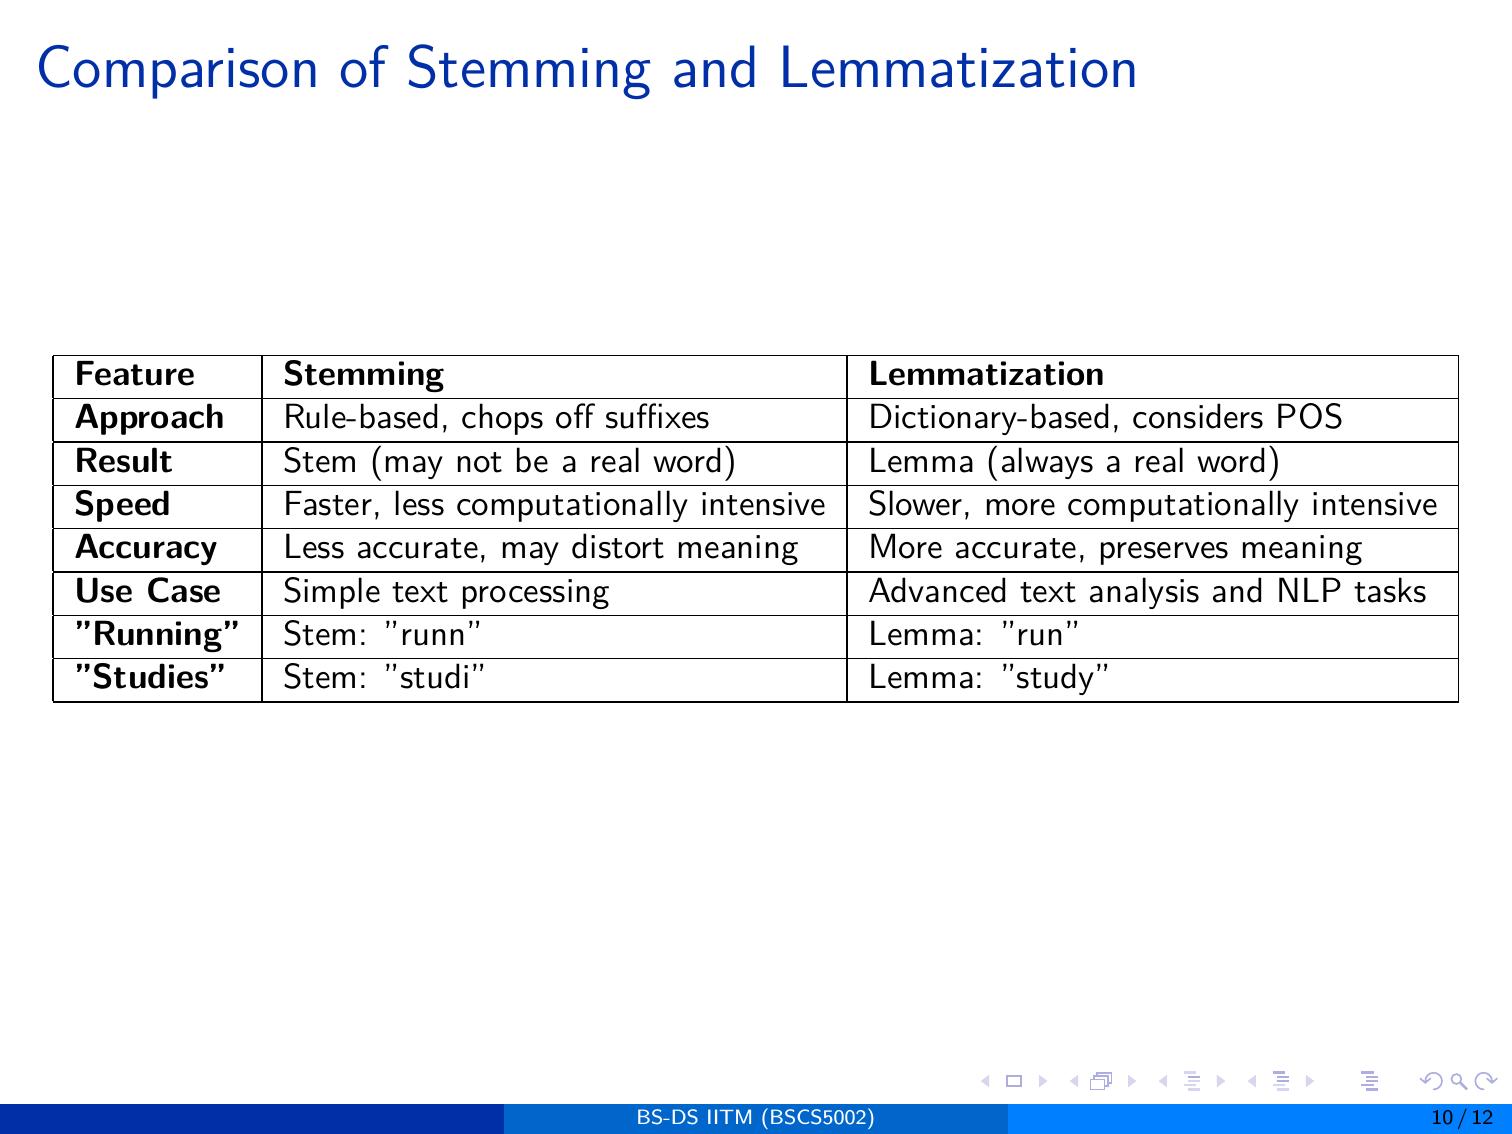 Comparison of Stemming and Lemmatization
Feature Stemming Lemmatization
Approach Rule-based, chops off suffixes Dictionary-based, considers POS
Result Stem (may not be a real word) Lemma (always a real word)
Speed Faster, less computationally intensive Slower, more computationally intensive
Accuracy Less accurate, may distort meaning More accurate, preserves meaning
Use Case Simple text processing Advanced text analysis and NLP tasks
”Running” Stem: ”runn” Lemma: ”run”
”Studies” Stem: ”studi” Lemma: ”study”
BS-DS IITM (BSCS5002) 10 / 12